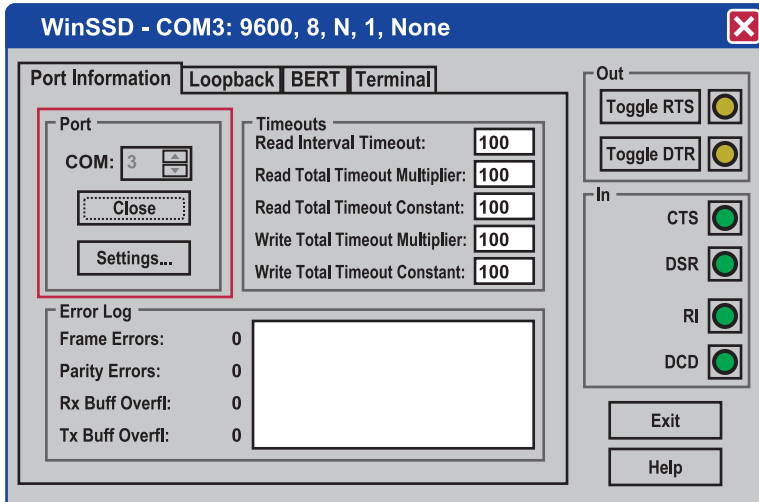 WinSSD - COM3: 9600, 8, N, 1, None
Port Information Loopback BERT Terminal
Port
COM: 3
Close
Settings...
Timeouts
Read Interval Timeout: 100
Read Total Timeout Multiplier: 100
Read Total Timeout Constant: 100
Write Total Timeout Multiplier: 100
Write Total Timeout Constant: 100
Error Log
Frame Errors: 0
Parity Errors: 0
Rx Buff Overfl: 0
Tx Buff Overfl: 0
Out
Toggle RTS
Toggle DTR
In
CTS
DSR
RI
DCD
Exit
Help